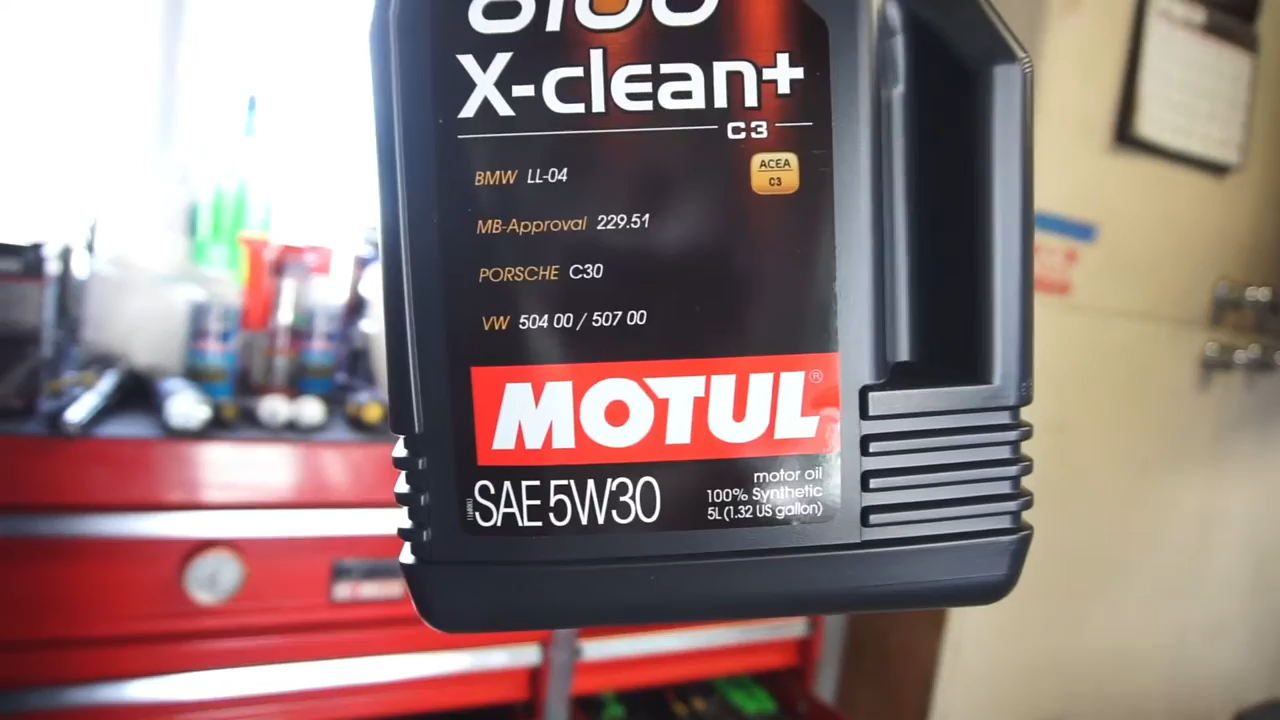 8100
X-clean+
C3
ACEA
C3
BMW LL-04
MB-Approval 229.51
PORSCHE C30
VW 504 00 / 507 00
MOTUL®
SAE 5W30
motor oil
100% Synthetic
5L (1.32 US gallon)